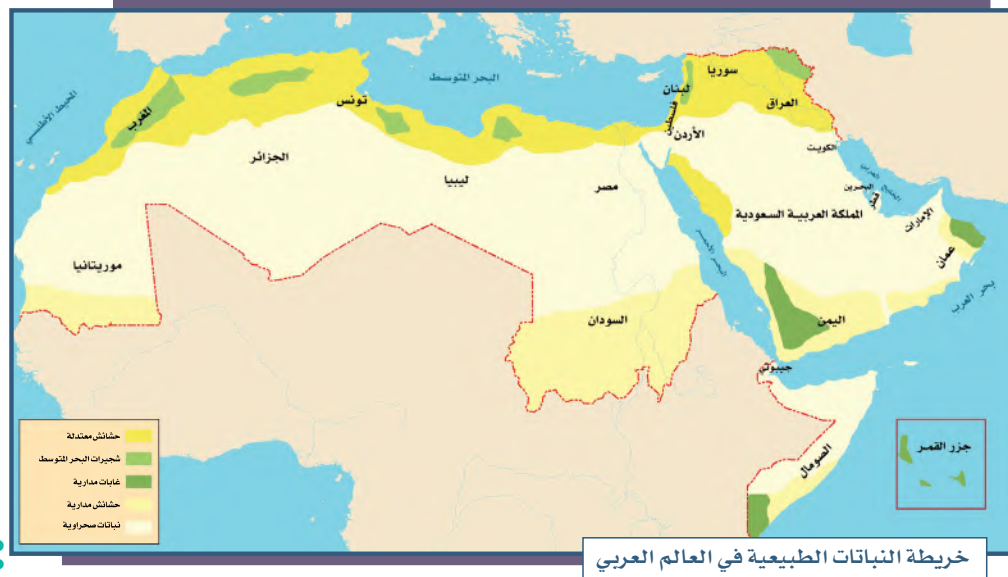 البحر المتوسط
المحيط الأطلسي
المغرب
تونس
الجزائر
ليبيا
مصر
موريتانيا
السودان
سوريا
لبنان
العراق
فلسطين
الأردن
الكويت
الخليج العربي
البحرين
قطر
الإمارات
المملكة العربية السعودية
عمان
البحر الأحمر
بحر العرب
اليمن
جيبوتي
الصومال
جزر القمر
حشائش معتدلة
شجيرات البحر المتوسط
غابات مدارية
حشائش مدارية
نباتات صحراوية
خريطة النباتات الطبيعية في العالم العربي